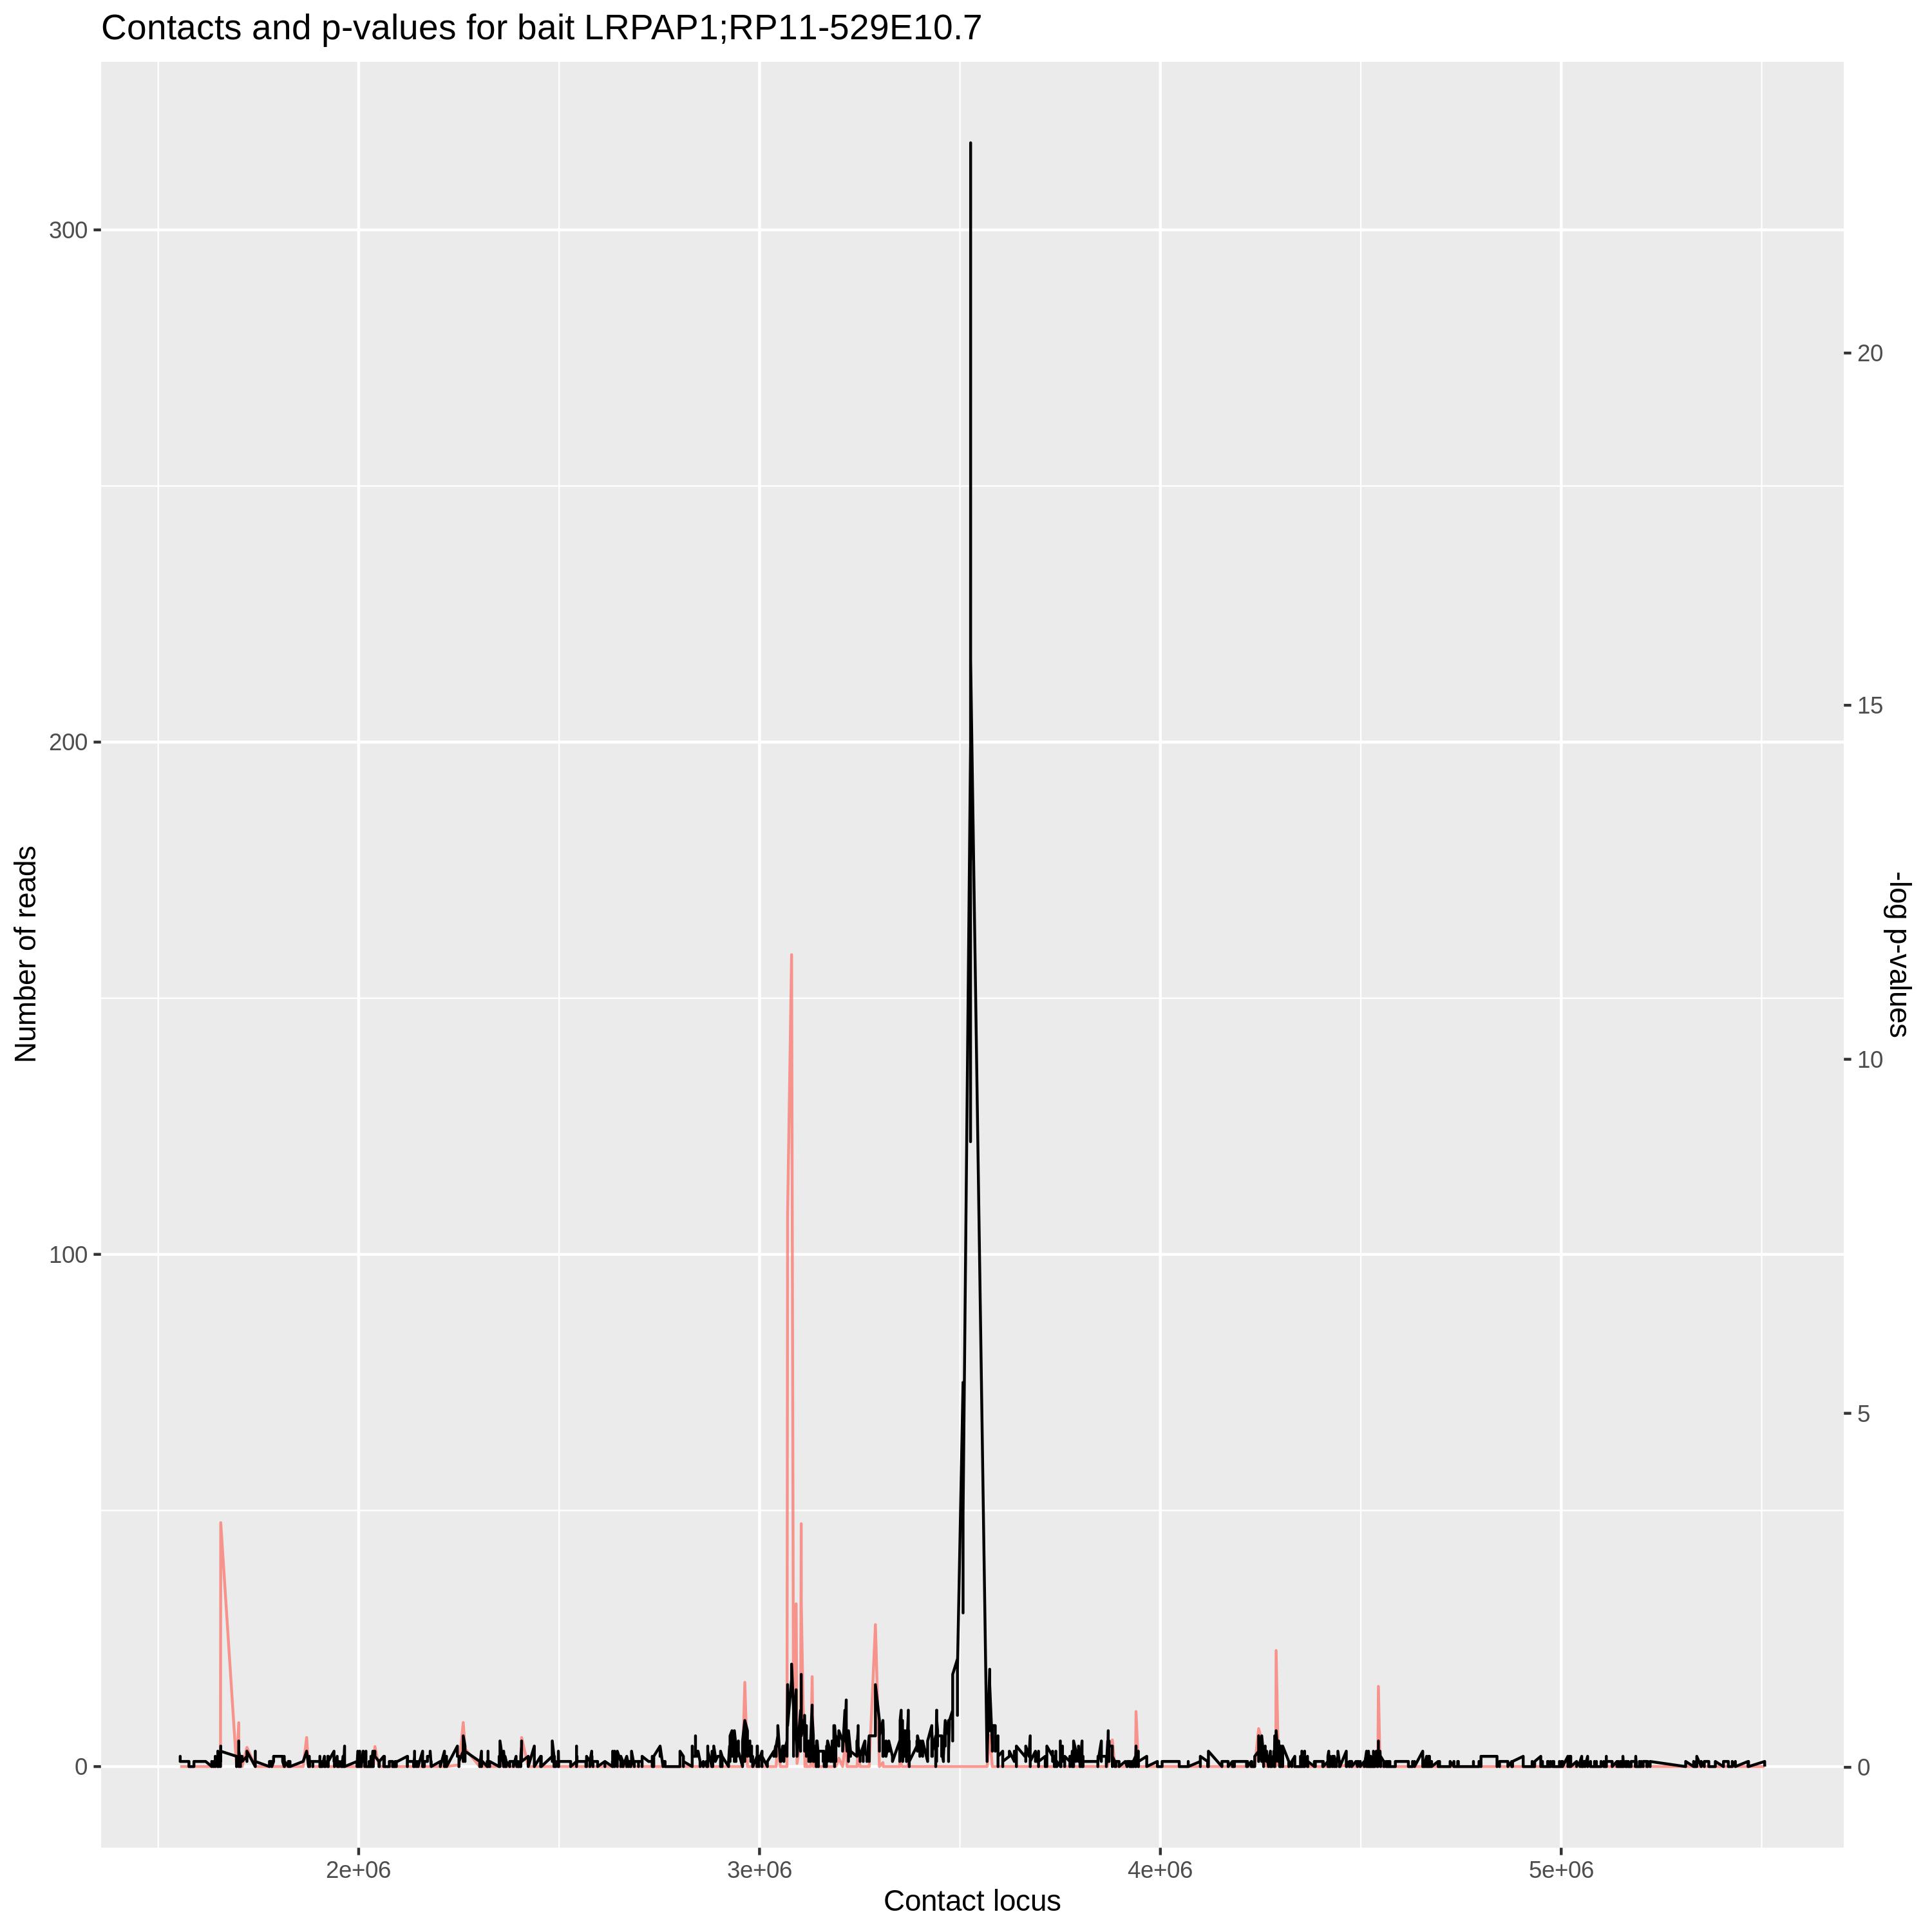 Contacts and p-values for bait LRPAP1;RP11-529E10.7
300
200
100
0
Number of reads
20
15
10
5
0
-log p-values
2e+06
3e+06
4e+06
5e+06
Contact locus